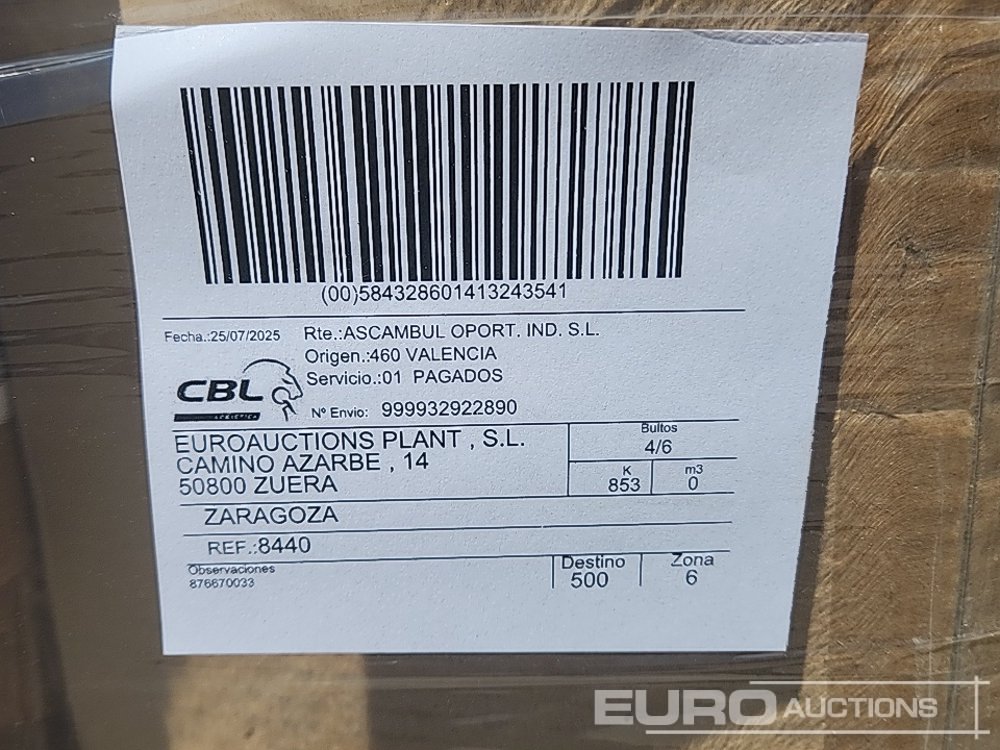 (00)584328601413243541
Fecha.:25/07/2025 Rte.:ASCAMBUL OPORT. IND. S.L.
Origen.:460 VALENCIA
Servicio.:01 PAGADOS
CBL
Nº Envio: 999932922890
EUROAUCTIONS PLANT , S.L.
CAMINO AZARBE , 14
50800 ZUERA
Bultos
4/6
K m3
853 0
ZARAGOZA
REF.:8440
Observaciones
876670033
Destino Zona
500 6
EURO AUCTIONS